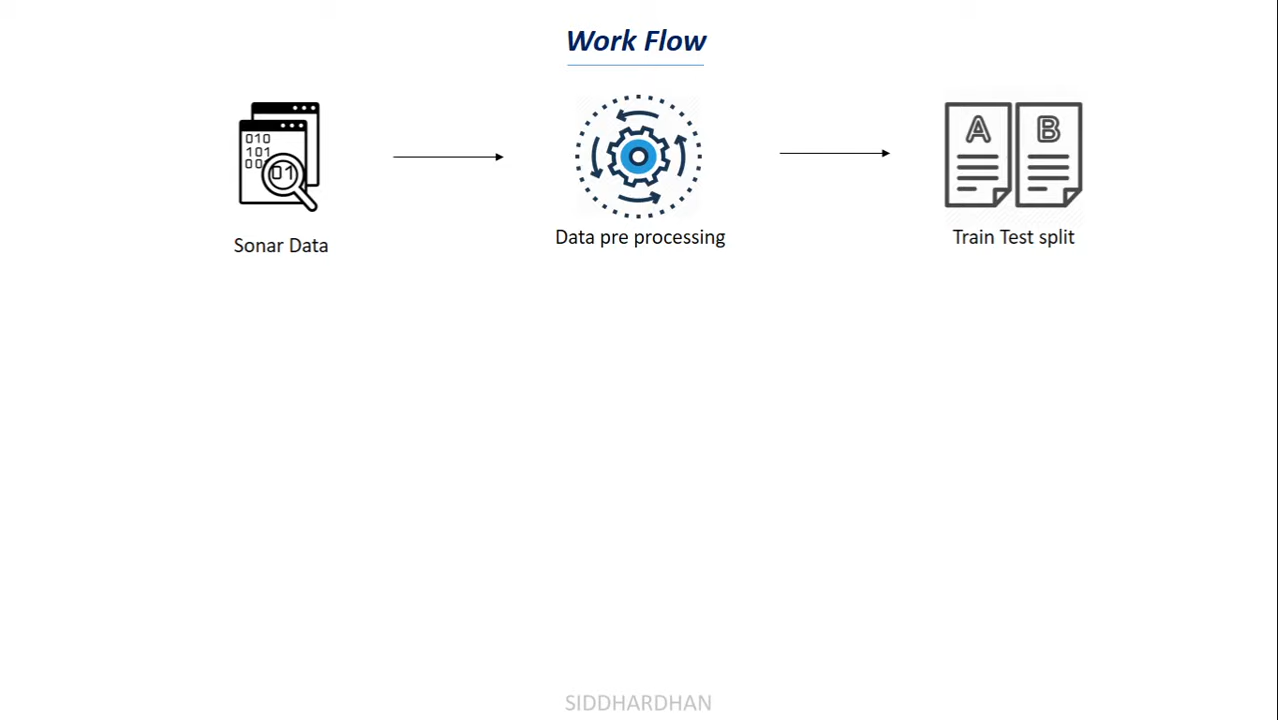 Work Flow
010
101
00
01
A B
Sonar Data
Data pre processing
Train Test split
SIDDHARDHAN